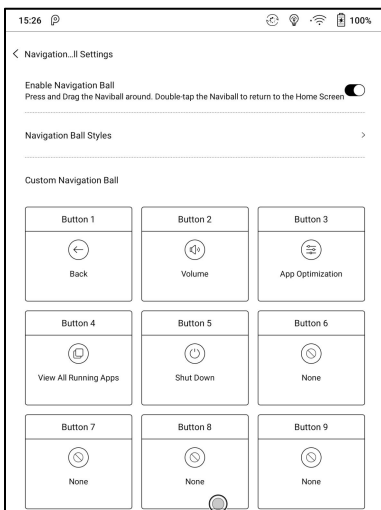 15:26 100%
Navigation...ll Settings
Enable Navigation Ball
Press and Drag the Naviball around. Double-tap the Naviball to return to the Home Screen
Navigation Ball Styles
Custom Navigation Ball
Button 1 Button 2 Button 3
Back Volume App Optimization
Button 4 Button 5 Button 6
View All Running Apps Shut Down None
Button 7 Button 8 Button 9
None None None